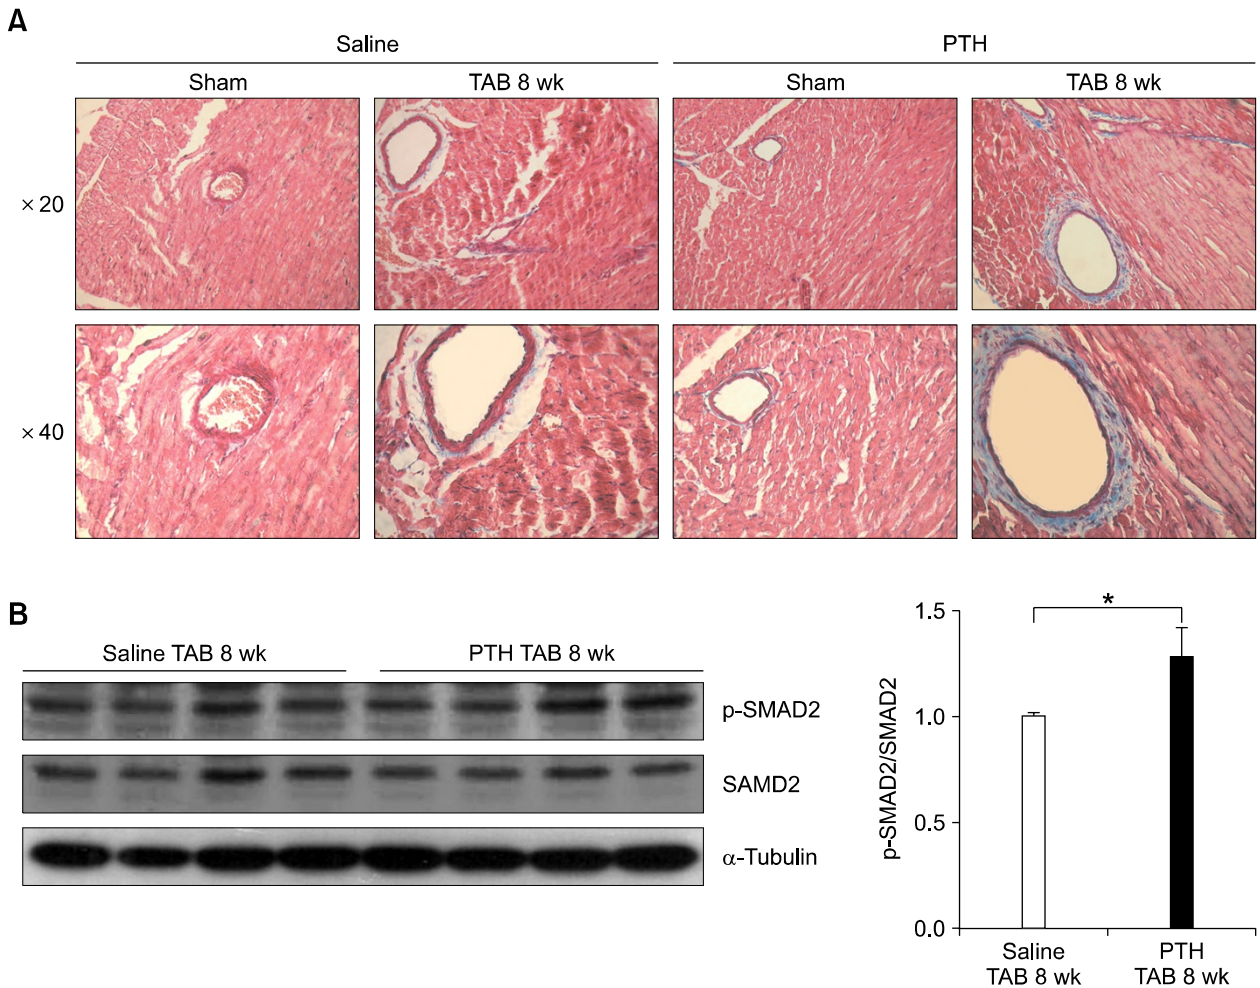 A
Saline
PTH
Sham
TAB 8 wk
Sham
TAB 8 wk
×20
×40
B
Saline TAB 8 wk
PTH TAB 8 wk
p-SMAD2
SAMD2
α-Tubulin
p-SMAD2/SMAD2
1.5
1.0
0.5
0.0
*
Saline
TAB 8 wk
PTH
TAB 8 wk